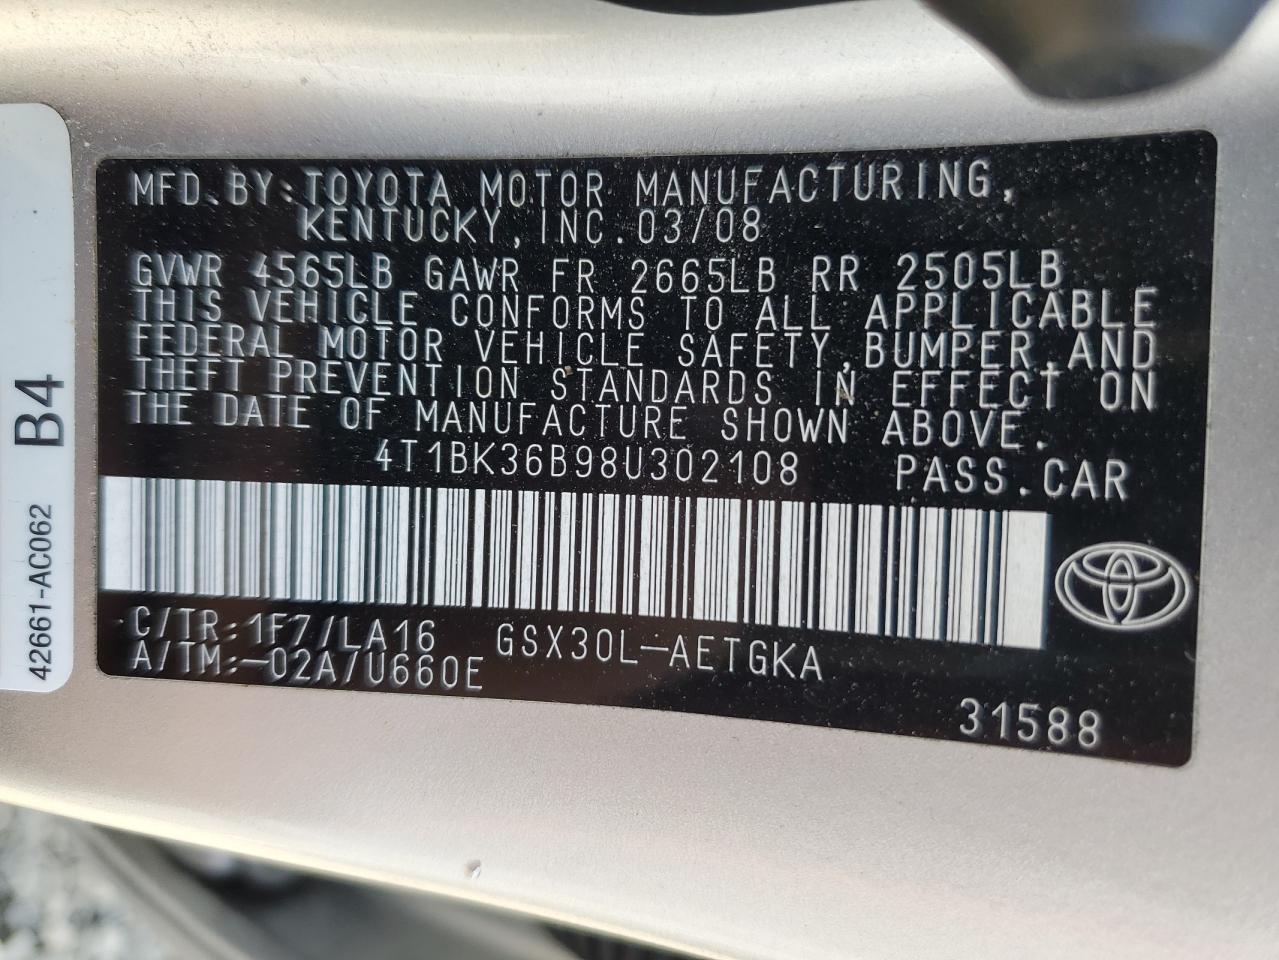 MFD.BY:TOYOTA MOTOR MANUFACTURING,
KENTUCKY,INC.03/08
GVWR 4565LB GAWR FR 2665LB RR 2505LB
THIS VEHICLE CONFORMS TO ALL APPLICABLE
FEDERAL MOTOR VEHICLE SAFETY,BUMPER,AND
THEFT PREVENTION STANDARDS IN EFFECT ON
THE DATE OF MANUFACTURE SHOWN ABOVE.
4T1BK36B98U302108 PASS.CAR
C/TR:1F7/LA16 GSX30L-AETGKA
A/TM:-02A/U660E
31588
42661-AC062 B4